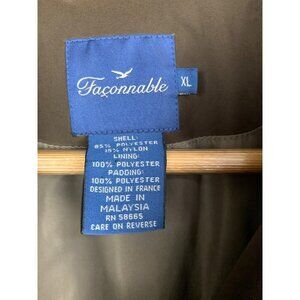 Façonnable
XL
SHELL:
85% POLYESTER
15% NYLON
LINING:
100% POLYESTER
PADDING:
100% POLYESTER
DESIGNED IN FRANCE
MADE IN
MALAYSIA
RN 58665
CARE ON REVERSE